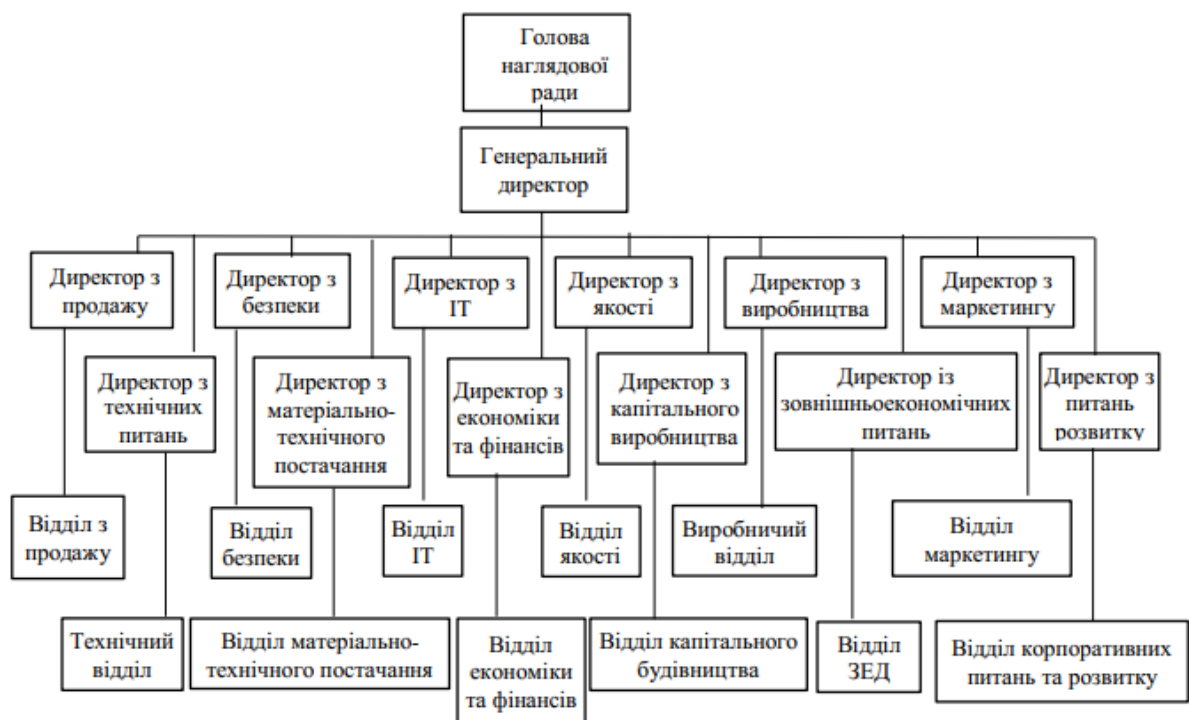 Голова
наглядової
ради
Генеральний
директор
Директор з
продажу
Директор з
безпеки
Директор з
ІТ
Директор з
якості
Директор з
виробництва
Директор з
маркетингу
Директор з
технічних
питань
Директор з
матеріально-
технічного
постачання
Директор з
економіки
та фінансів
Директор з
капітального
виробництва
Директор із
зовнішньоекономічних
питань
Директор з
питань
розвитку
Відділ з
продажу
Відділ
безпеки
Відділ
ІТ
Відділ
якості
Виробничий
відділ
Відділ
маркетингу
Технічний
відділ
Відділ матеріально-
технічного постачання
Відділ
економіки
та фінансів
Відділ капітального
будівництва
Відділ
ЗЕД
Відділ корпоративних
питань та розвитку